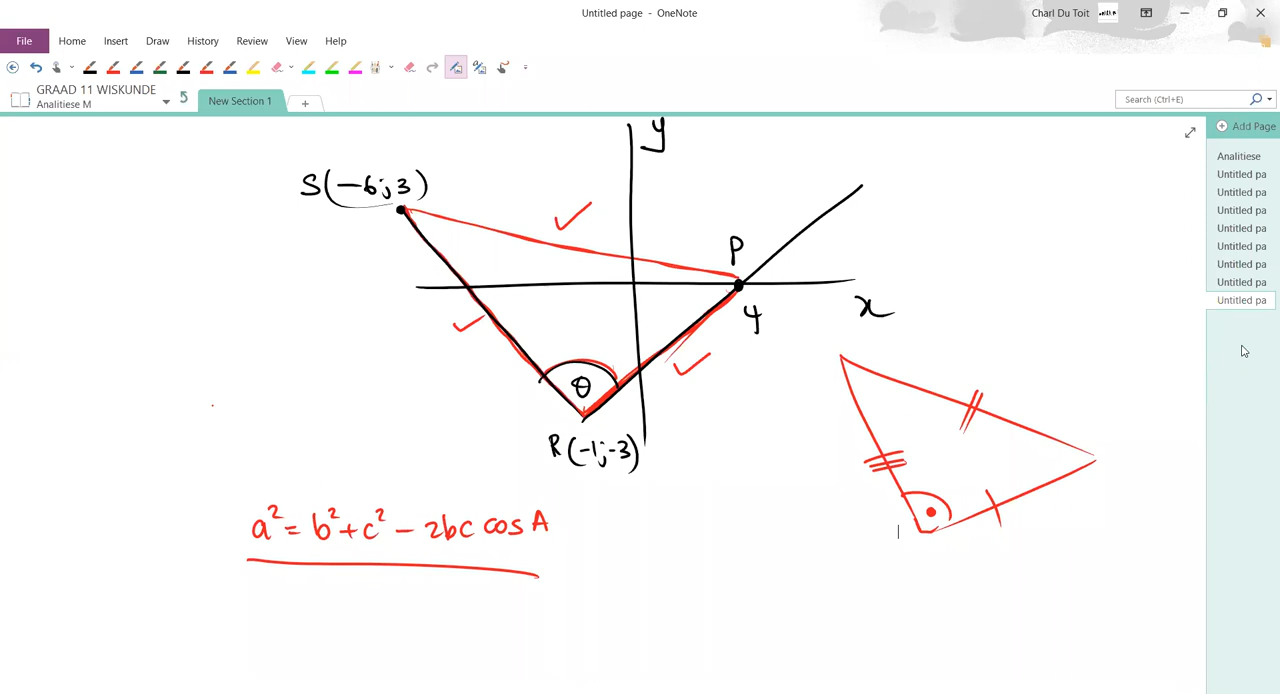 Untitled page - OneNote
Charl Du Toit
File Home Insert Draw History Review View Help
GRAAD 11 WISKUNDE
Analitiese M
New Section 1
+
Search (Ctrl+E)
Add Page
Analitiese
Untitled pa
Untitled pa
Untitled pa
Untitled pa
Untitled pa
Untitled pa
Untitled pa
Untitled pa
y
S(-6;3)
P
4
x
θ
R(-1;-3)
a² = b² + c² - 2bc cos A